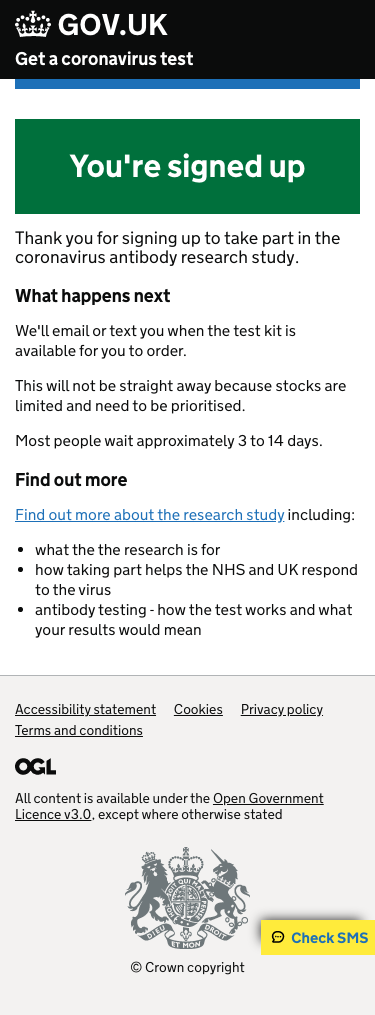 GOV.UK
Get a coronavirus test
You're signed up
Thank you for signing up to take part in the
coronavirus antibody research study.
What happens next
We'll email or text you when the test kit is
available for you to order.
This will not be straight away because stocks are
limited and need to be prioritised.
Most people wait approximately 3 to 14 days.
Find out more
Find out more about the research study including:
• what the the research is for
• how taking part helps the NHS and UK respond
to the virus
• antibody testing - how the test works and what
your results would mean
Accessibility statement Cookies Privacy policy
Terms and conditions
OGL
All content is available under the Open Government
Licence v3.0, except where otherwise stated
DIEU ET MON DROIT
Check SMS
© Crown copyright